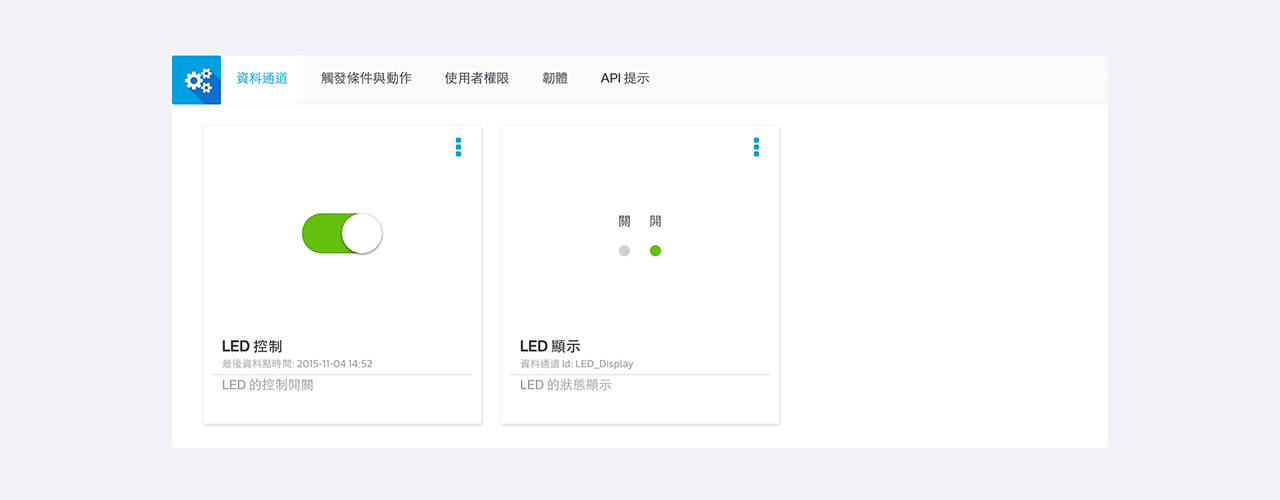 資料通道 觸發條件與動作 使用者權限 韌體 API 提示
LED 控制
最後資料點時間: 2015-11-04 14:52
LED 的控制開關
關 開
LED 顯示
資料通道 Id: LED_Display
LED 的狀態顯示